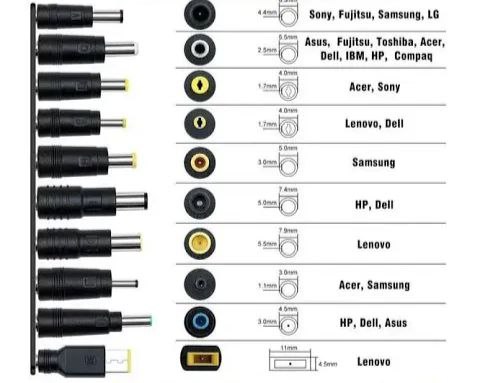 4.4mm
Sony, Fujitsu, Samsung, LG
5.5mm
2.5mm
Asus, Fujitsu, Toshiba, Acer,
Dell, IBM, HP, Compaq
4.0mm
1.7mm
Acer, Sony
4.0mm
1.7mm
Lenovo, Dell
5.0mm
3.0mm
Samsung
7.4mm
5.0mm
HP, Dell
7.9mm
5.5mm
Lenovo
3.0mm
1.1mm
Acer, Samsung
4.5mm
3.0mm
HP, Dell, Asus
11mm
4.5mm
Lenovo